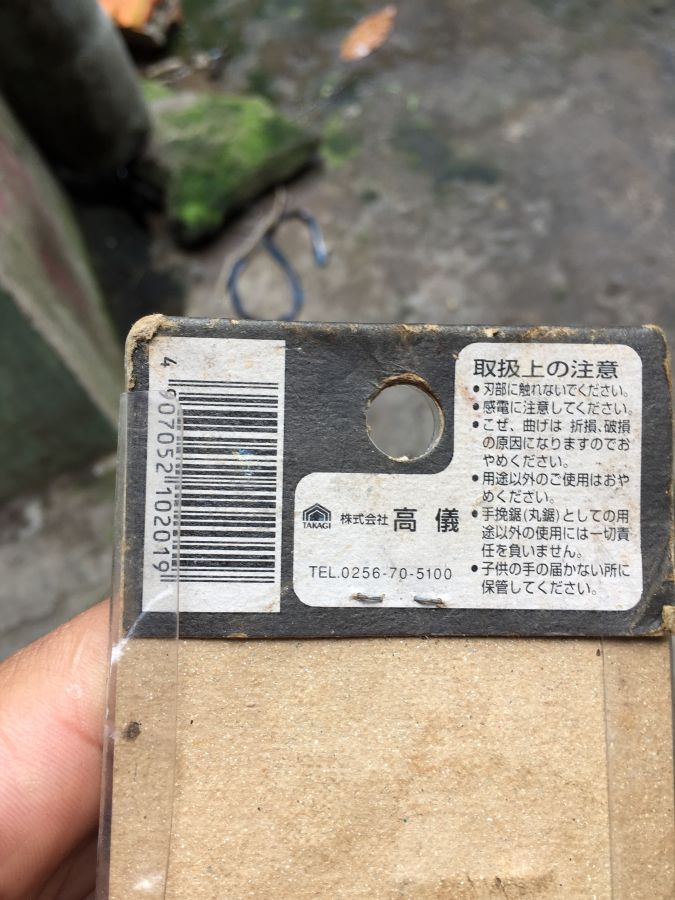 4 907052 102019
TAKAGI
株式会社 高儀
TEL.0256-70-5100
取扱上の注意
●刃部に触れないでください。
●感電に注意してください。
●こぜ、曲げは 折損、破損
の原因になりますのでお
やめください。
●用途以外のご使用はおや
めください。
●手挽鋸(丸鋸)としての用
途以外の使用には一切責
任を負いません。
●子供の手の届かない所に
保管してください。